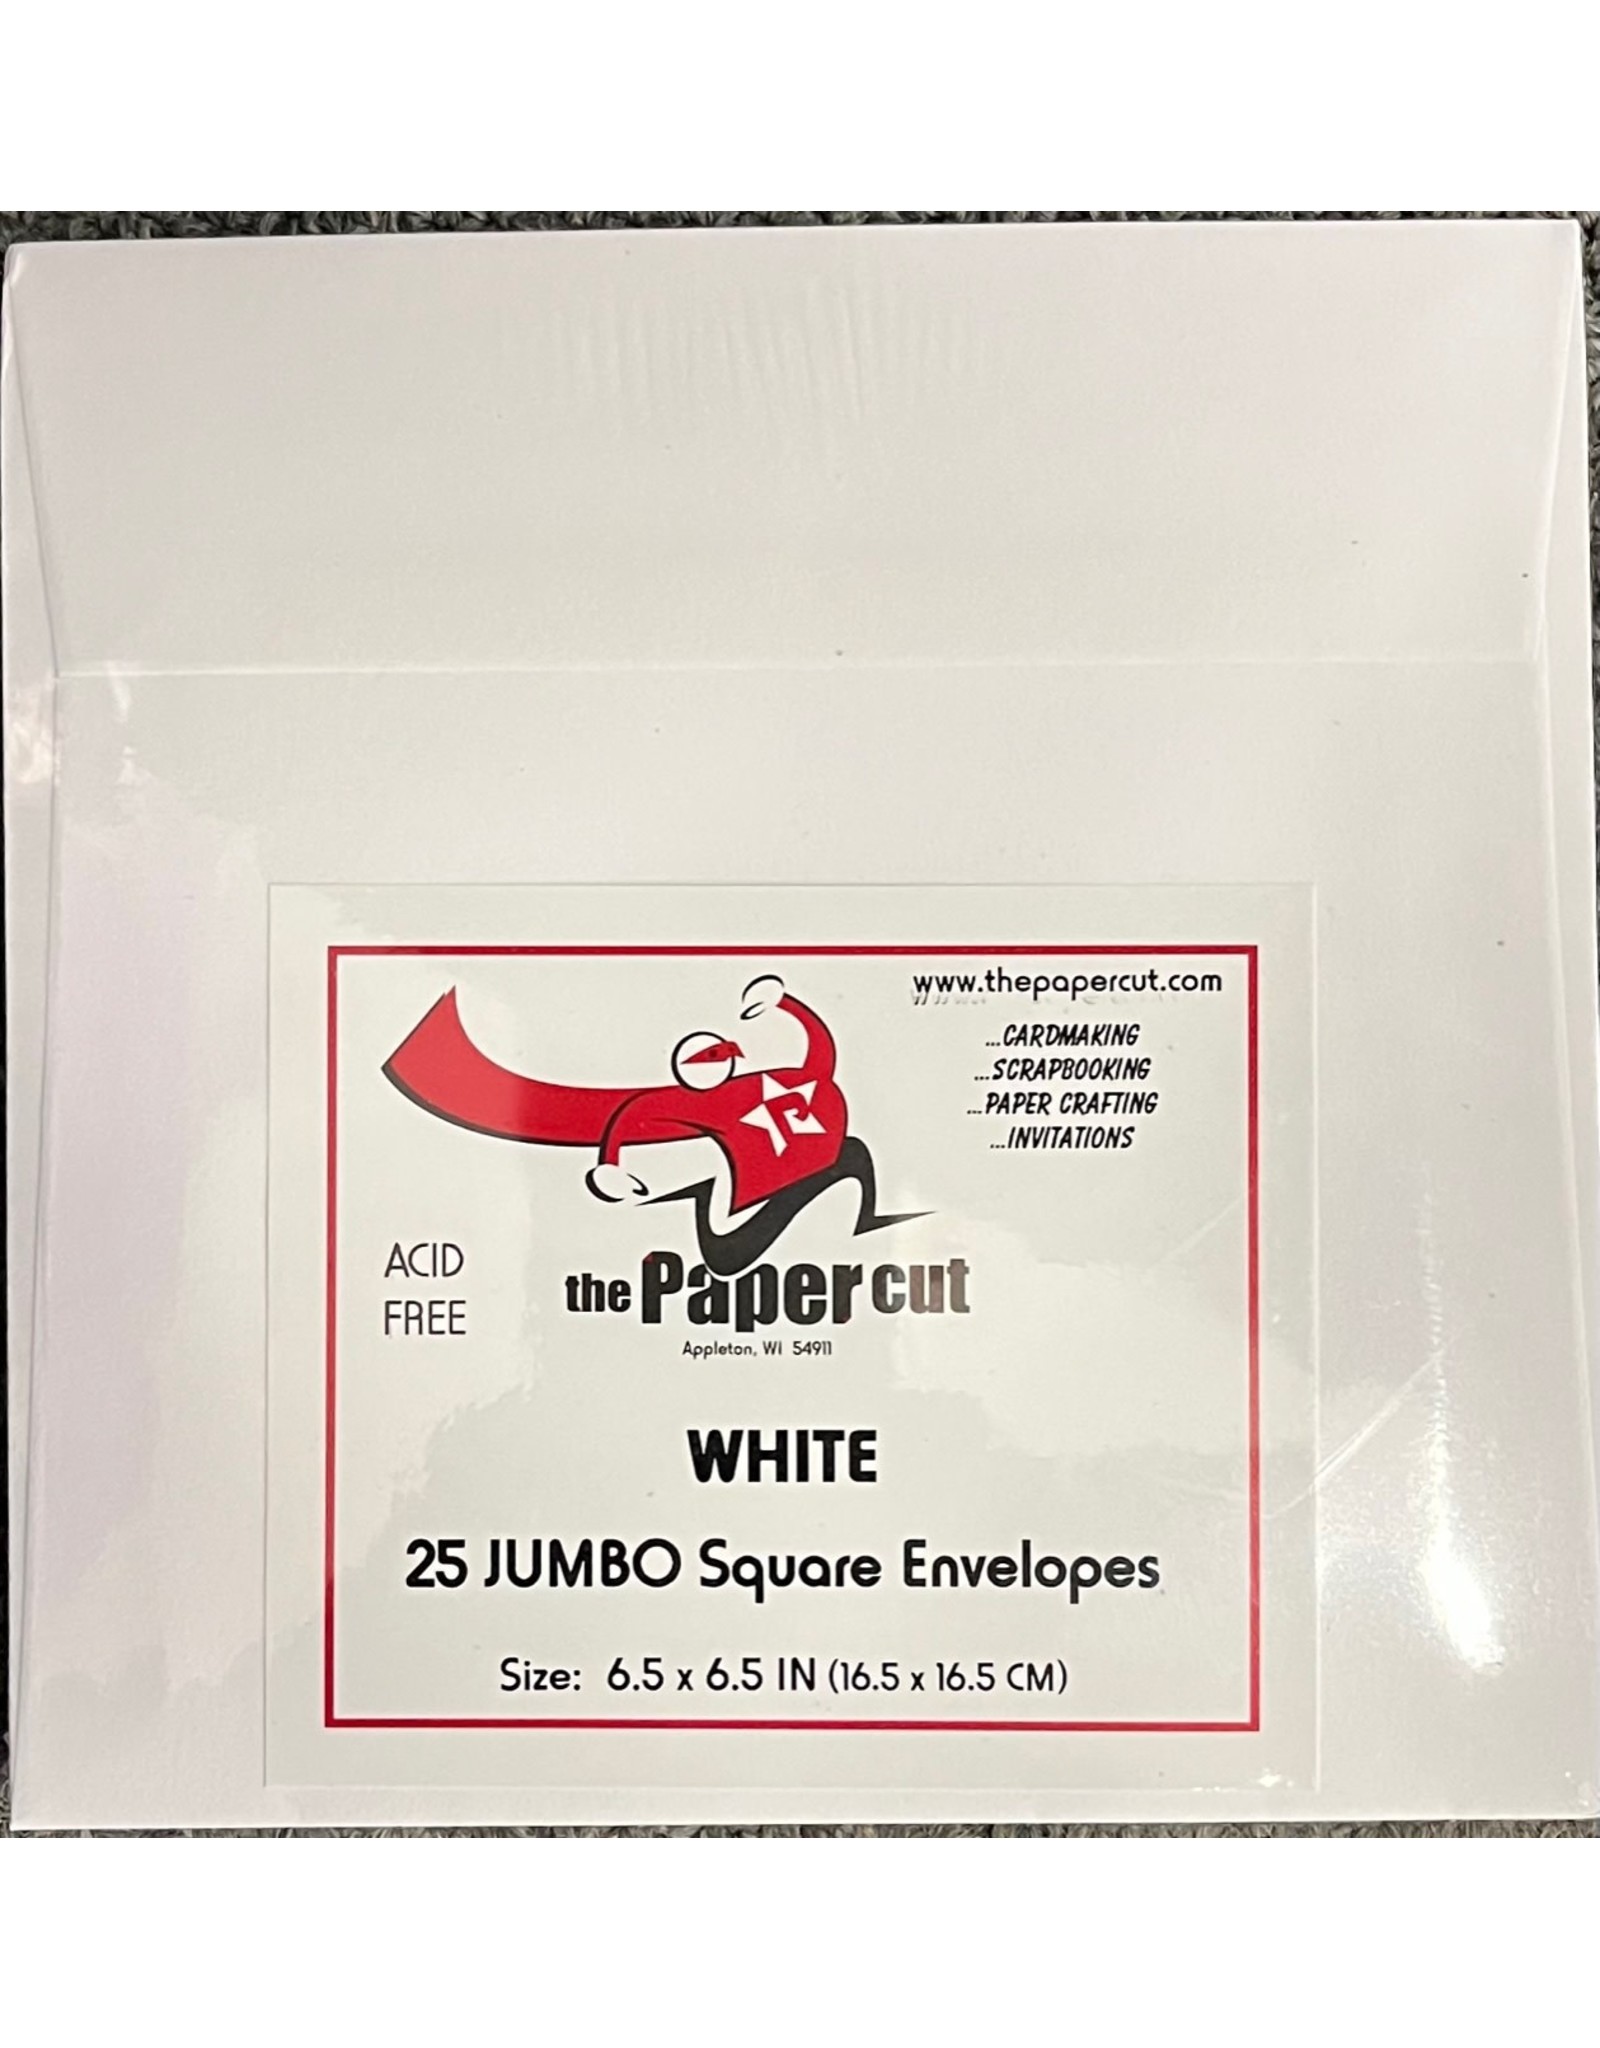 www.thepapercut.com
...CARDMAKING
...SCRAPBOOKING
...PAPER CRAFTING
...INVITATIONS
ACID
FREE
the Papercut
Appleton, WI 54911
WHITE
25 JUMBO Square Envelopes
Size: 6.5 x 6.5 IN (16.5 x 16.5 CM)